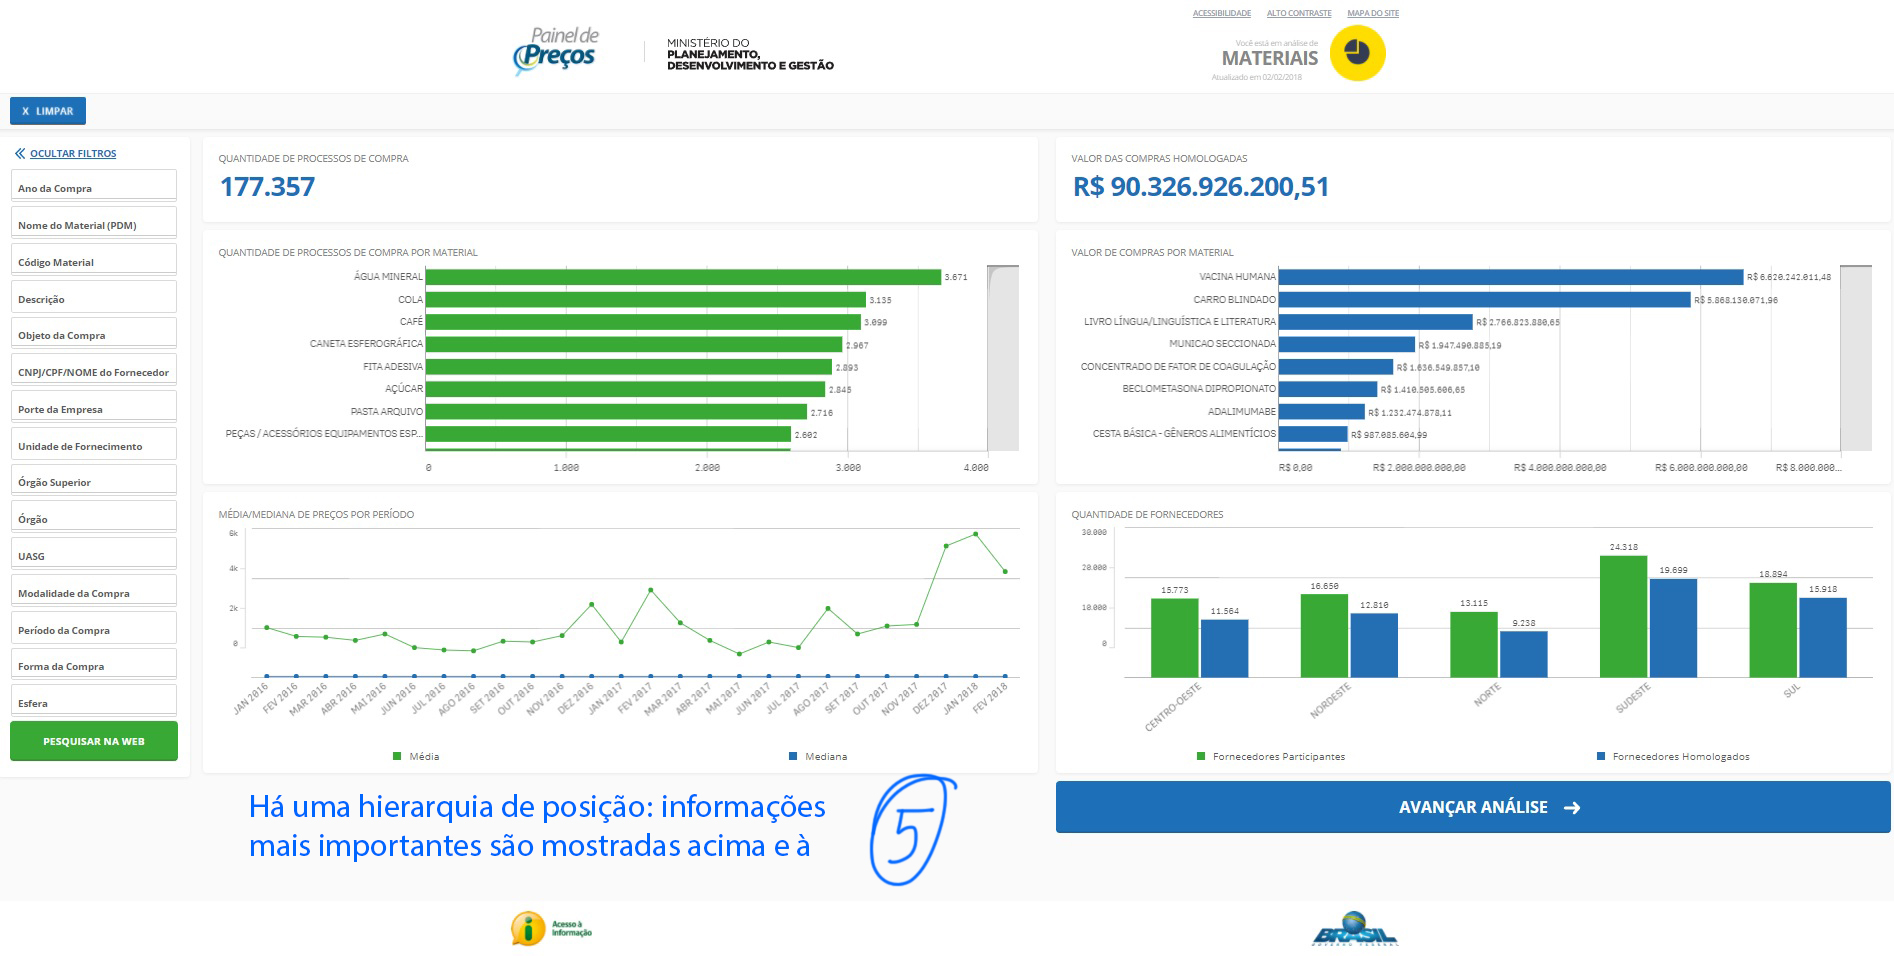 ACESSIBILIDADE ALTO CONTRASTE MAPA DO SITE
Painel de
Preços
MINISTÉRIO DO
PLANEJAMENTO,
DESENVOLVIMENTO E GESTÃO
Você está em análise de
MATERIAIS
Atualizado em 02/02/2018
X LIMPAR
OCULTAR FILTROS
Ano da Compra
Nome do Material (PDM)
Código Material
Descrição
Objeto da Compra
CNPJ/CPF/NOME do Fornecedor
Porte da Empresa
Unidade de Fornecimento
Órgão Superior
Órgão
UASG
Modalidade da Compra
Período da Compra
Forma da Compra
Esfera
PESQUISAR NA WEB
QUANTIDADE DE PROCESSOS DE COMPRA
177.357
VALOR DAS COMPRAS HOMOLOGADAS
R$ 90.326.926.200,51
QUANTIDADE DE PROCESSOS DE COMPRA POR MATERIAL
ÁGUA MINERAL 3.671
COLA 3.135
CAFÉ 3.099
CANETA ESFEROGRÁFICA 2.967
FITA ADESIVA 2.893
AÇÚCAR 2.845
PASTA ARQUIVO 2.716
PEÇAS / ACESSÓRIOS EQUIPAMENTOS ESP... 2.602
0 1.000 2.000 3.000 4.000
VALOR DE COMPRAS POR MATERIAL
VACINA HUMANA R$ 6.620.242.011,48
CARRO BLINDADO R$ 5.868.130.071,96
LIVRO LÍNGUA/LINGUÍSTICA E LITERATURA R$ 2.766.823.880,65
MUNICAO SECCIONADA R$ 1.947.490.885,19
CONCENTRADO DE FATOR DE COAGULAÇÃO R$ 1.636.549.857,10
BECLOMETASONA DIPROPIONATO R$ 1.410.505.606,65
ADALIMUMABE R$ 1.232.474.878,11
CESTA BÁSICA - GÊNEROS ALIMENTÍCIOS R$ 987.085.604,99
R$ 0,00 R$ 2.000.000.000,00 R$ 4.000.000.000,00 R$ 6.000.000.000,00 R$ 8.000.000...
MÉDIA/MEDIANA DE PREÇOS POR PERÍODO
6k
4k
2k
0
JAN 2016 FEV 2016 MAR 2016 ABR 2016 MAI 2016 JUN 2016 JUL 2016 AGO 2016 SET 2016 OUT 2016 NOV 2016 DEZ 2016 JAN 2017 FEV 2017 MAR 2017 ABR 2017 MAI 2017 JUN 2017 JUL 2017 AGO 2017 SET 2017 OUT 2017 NOV 2017 DEZ 2017 JAN 2018 FEV 2018
Média Mediana
QUANTIDADE DE FORNECEDORES
30.000
20.000
10.000
0
15.773 11.564 16.650 12.810 13.115 9.238 24.318 19.699 18.894 15.918
CENTRO-OESTE NORDESTE NORTE SUDESTE SUL
Fornecedores Participantes Fornecedores Homologados
Há uma hierarquia de posição: informações
mais importantes são mostradas acima e à
5
AVANÇAR ANÁLISE
Acesso à
Informação
BRASIL
GOVERNO FEDERAL